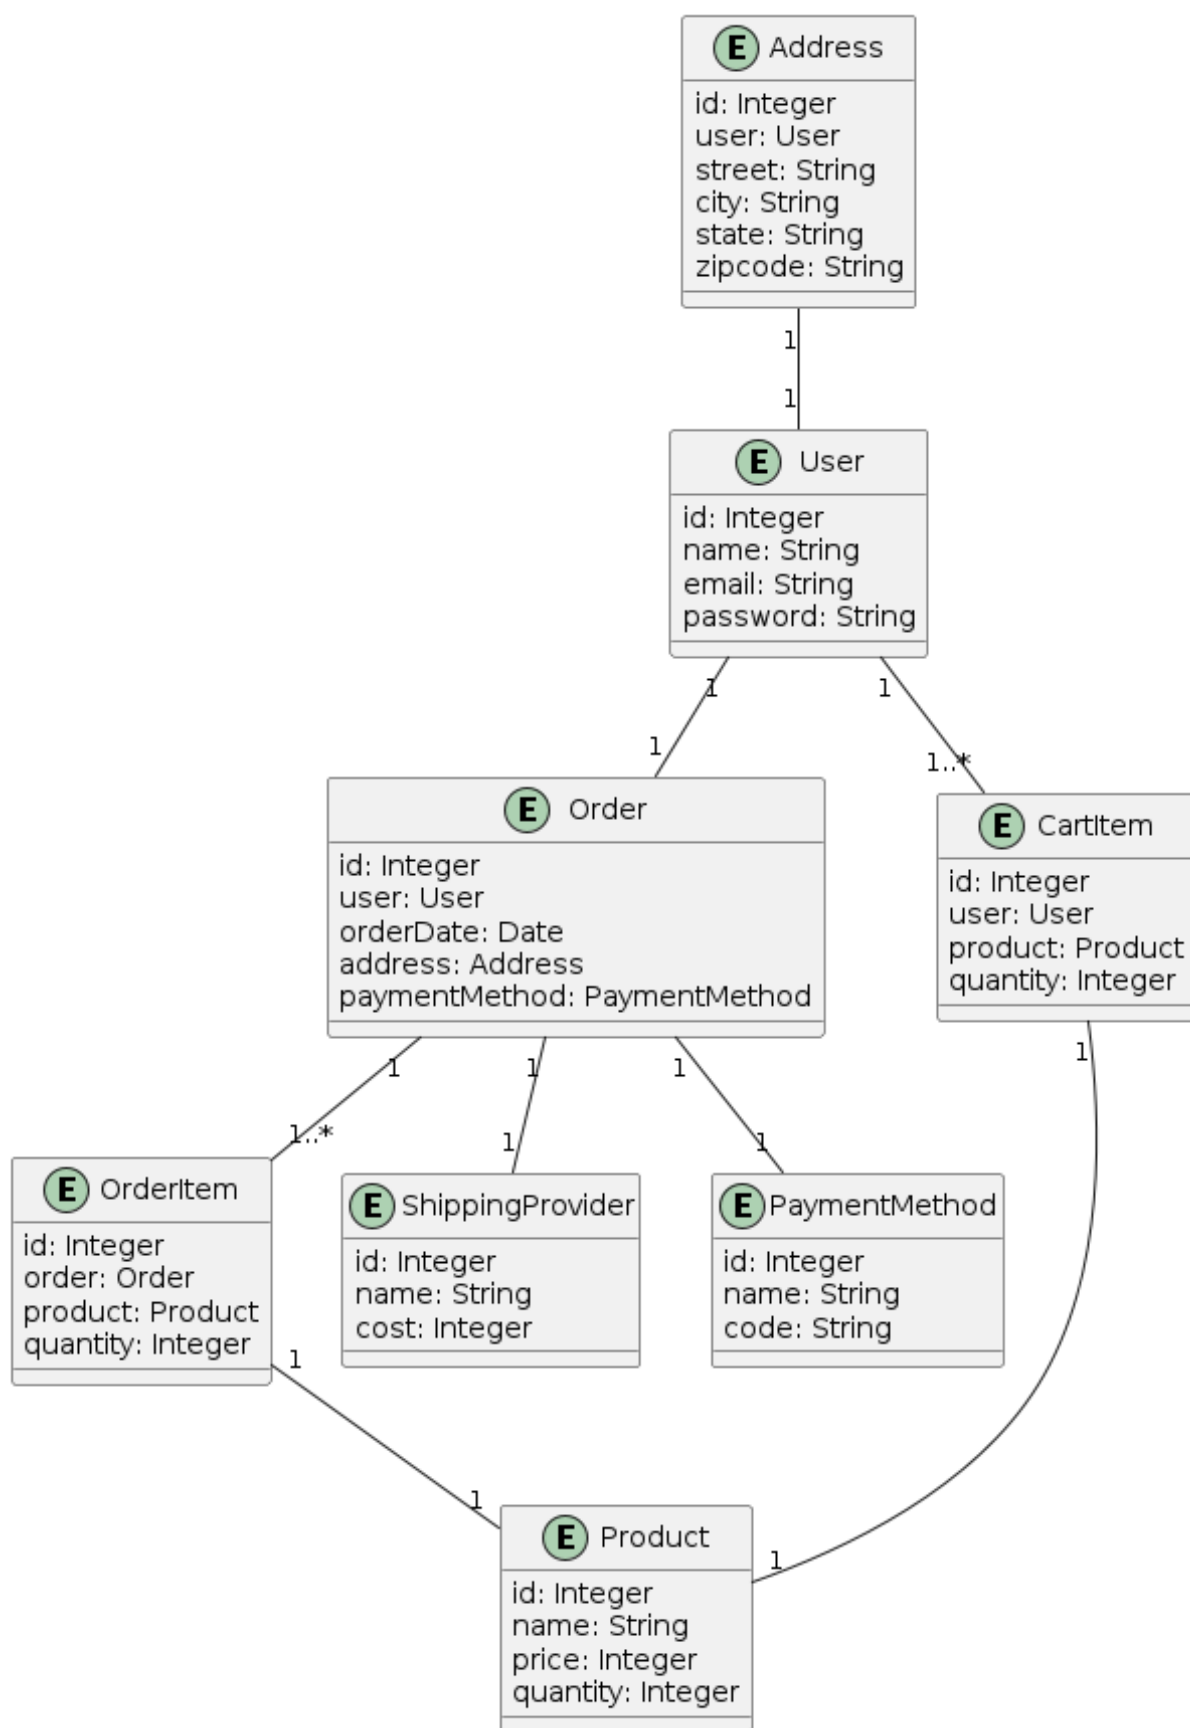 E Address
id: Integer
user: User
street: String
city: String
state: String
zipcode: String
1
1
E User
id: Integer
name: String
email: String
password: String
1
1
1
1..*
E Order
id: Integer
user: User
orderDate: Date
address: Address
paymentMethod: PaymentMethod
E CartItem
id: Integer
user: User
product: Product
quantity: Integer
1
1
1
1
1..*
1
1
E OrderItem
id: Integer
order: Order
product: Product
quantity: Integer
E ShippingProvider
id: Integer
name: String
cost: Integer
E PaymentMethod
id: Integer
name: String
code: String
1
1
1
E Product
id: Integer
name: String
price: Integer
quantity: Integer